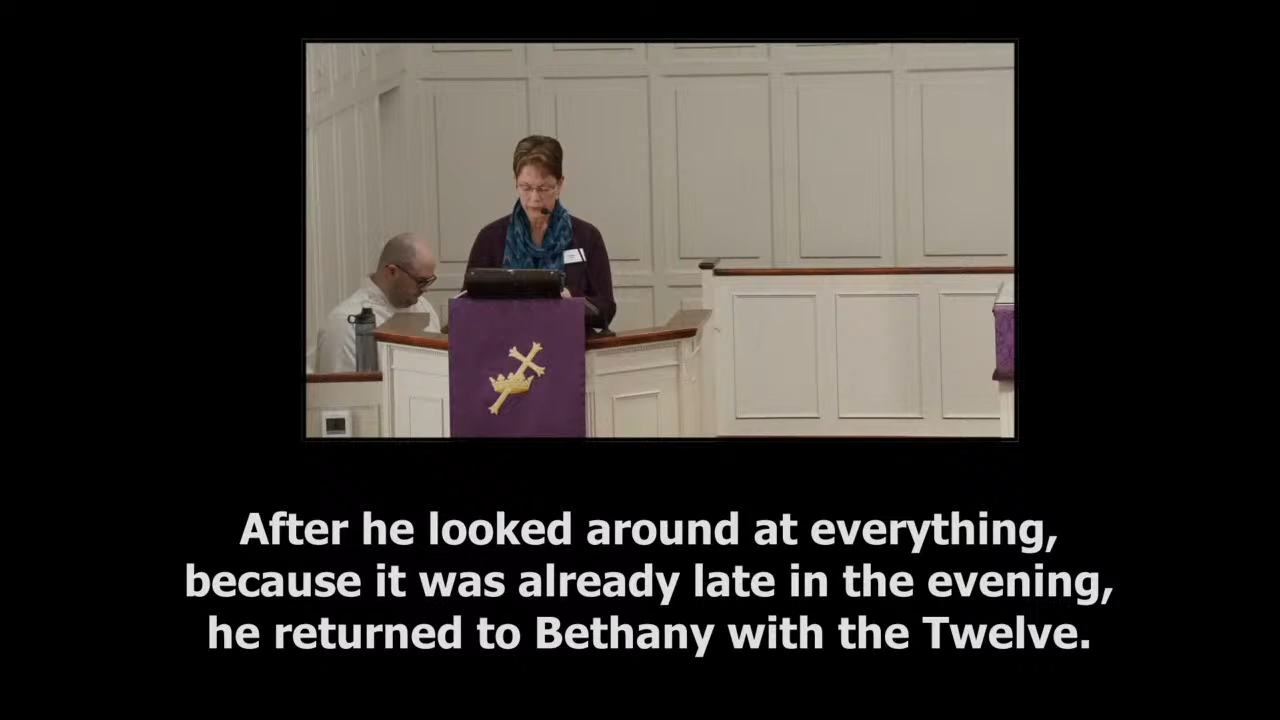 After he looked around at everything,
because it was already late in the evening,
he returned to Bethany with the Twelve.